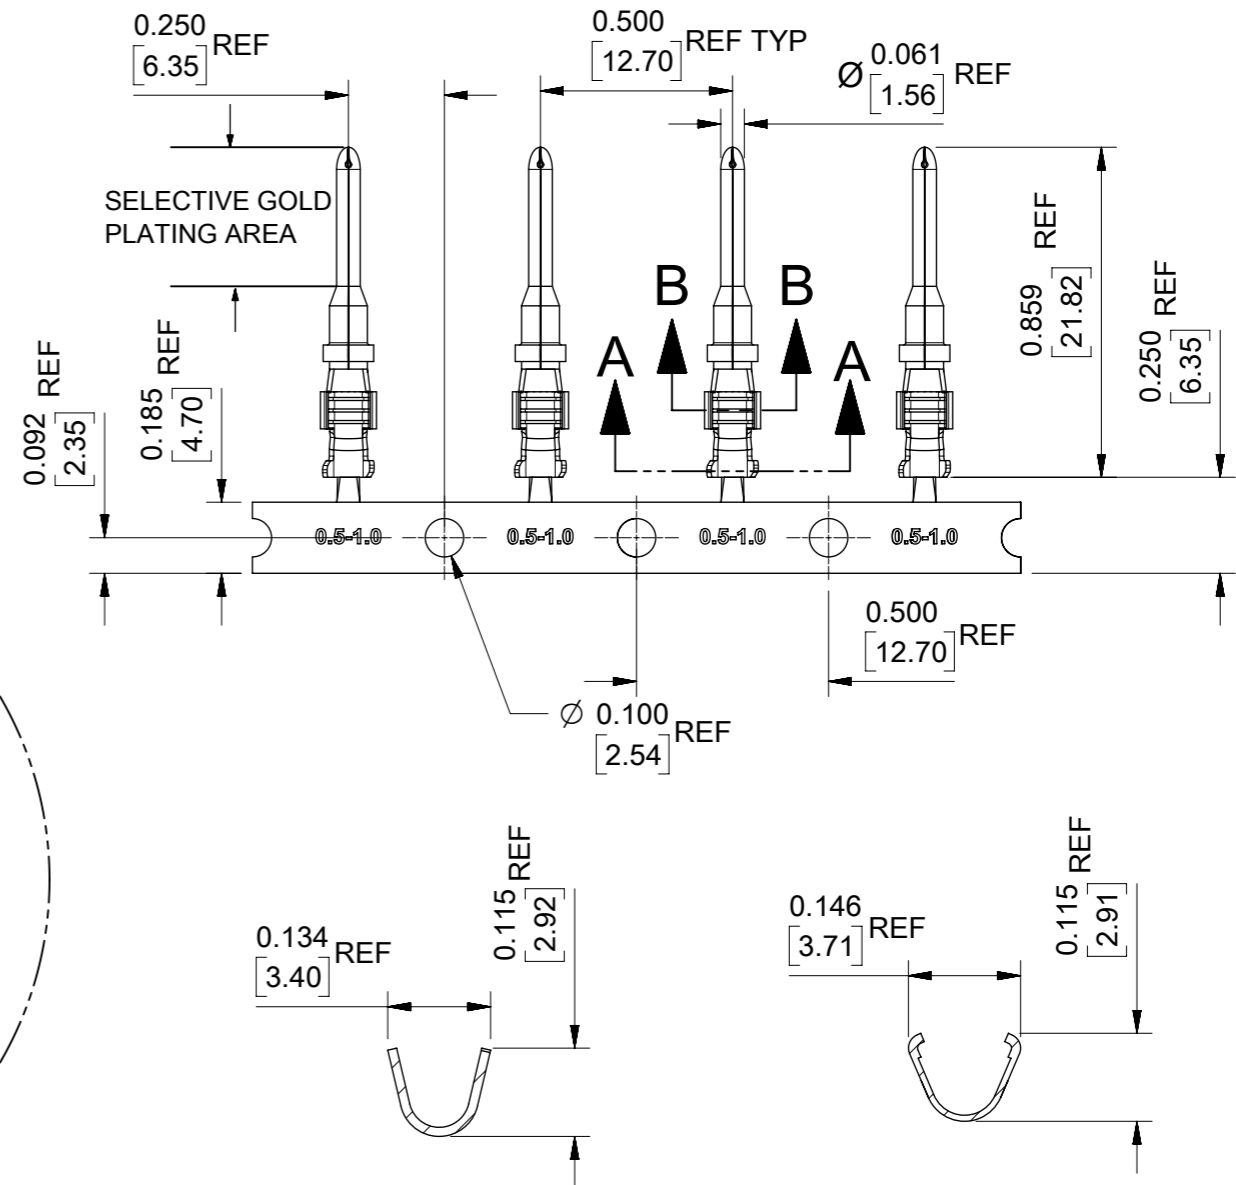 0.250
[6.35] REF
0.500
[12.70] REF TYP
Ø 0.061
[1.56] REF
SELECTIVE GOLD
PLATING AREA
B B
A A
0.859
[21.82] REF
0.250
[6.35] REF
0.092
[2.35] REF
0.185
[4.70] REF
0.5-1.0 0.5-1.0 0.5-1.0 0.5-1.0
0.500
[12.70] REF
Ø 0.100
[2.54] REF
0.134
[3.40] REF
0.115
[2.92] REF
0.146
[3.71] REF
0.115
[2.91] REF